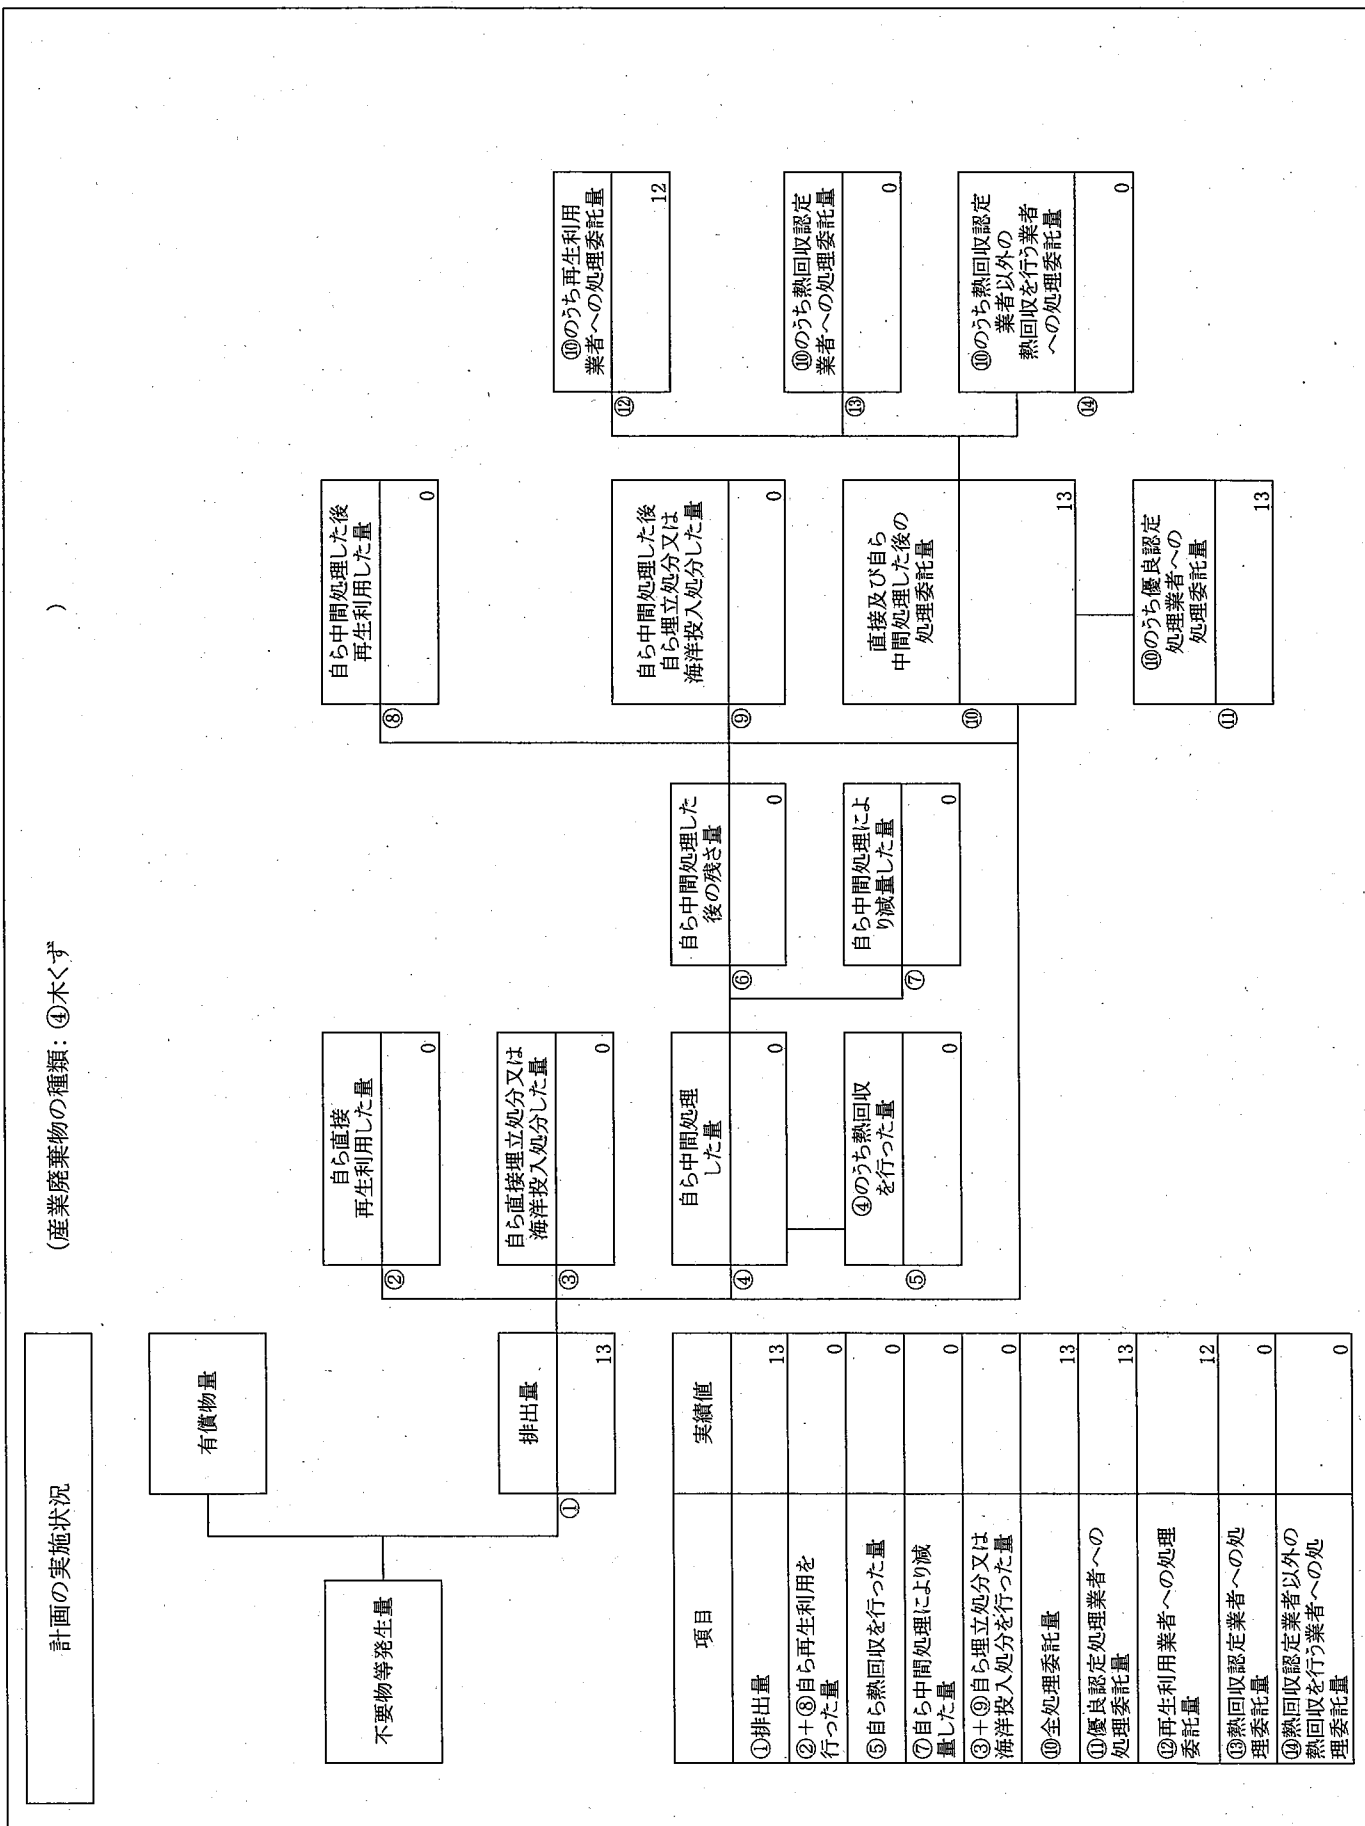 計画の実施状況
(産業廃棄物の種類: ④木くず
)
不要物等発生量
有償物量
排出量
①
13
自ら直接
再生利用した量
②
0
自ら直接埋立処分又は
海洋投入処分した量
③
0
自ら中間処理
した量
④
0
④のうち熱回収
を行った量
⑤
0
自ら中間処理した
後の残さ量
⑥
0
自ら中間処理によ
り減量した量
⑦
0
自ら中間処理した後
再生利用した量
⑧
0
自ら中間処理した後
自ら埋立処分又は
海洋投入処分した量
⑨
0
直接及び自ら
中間処理した後の
処理委託量
⑩
13
⑩のうち優良認定
処理業者への
処理委託量
⑪
13
⑩のうち再生利用
業者への処理委託量
⑫
12
⑩のうち熱回収認定
業者への処理委託量
⑬
0
⑩のうち熱回収認定
業者以外の
熱回収を行う業者
への処理委託量
⑭
0
項目 実績値
①排出量 13
②+⑧自ら再生利用を
行った量 0
⑤自ら熱回収を行った量 0
⑦自ら中間処理により減
量した量 0
③+⑨自ら埋立処分又は
海洋投入処分を行った量 0
⑩全処理委託量 13
⑪優良認定処理業者への
処理委託量 13
⑫再生利用業者への処理
委託量 12
⑬熱回収認定業者への処
理委託量 0
⑭熱回収認定業者以外の
熱回収を行う業者への処
理委託量 0